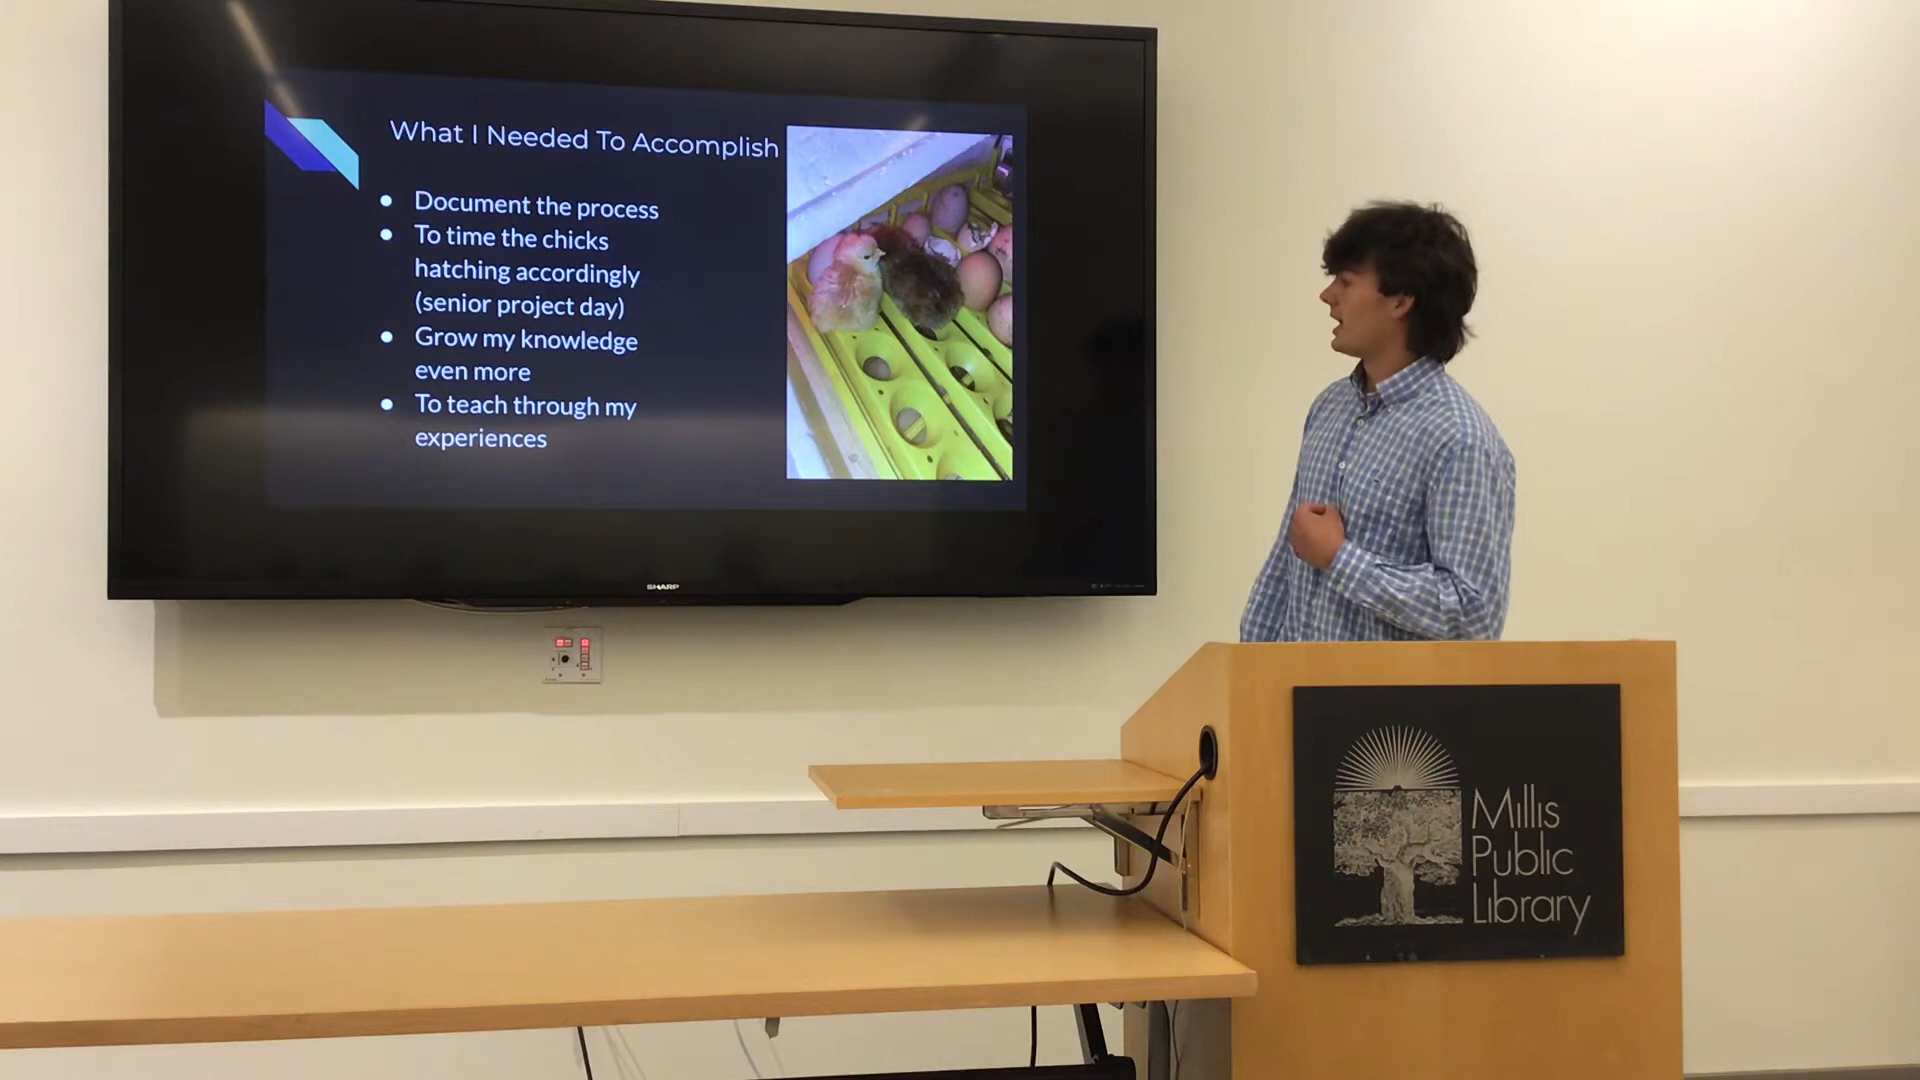 What I Needed To Accomplish
● Document the process
● To time the chicks
hatching accordingly
(senior project day)
● Grow my knowledge
even more
● To teach through my
experiences
SHARP
Millis
Public
Library